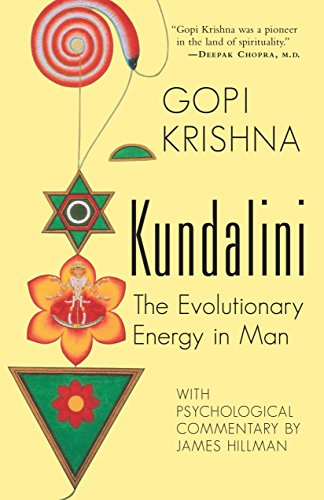 “Gopi Krishna was a pioneer
in the land of spirituality.”
—Deepak Chopra, M.D.
GOPI
KRISHNA
Kundalini
The Evolutionary
Energy in Man
WITH
PSYCHOLOGICAL
COMMENTARY BY
JAMES HILLMAN